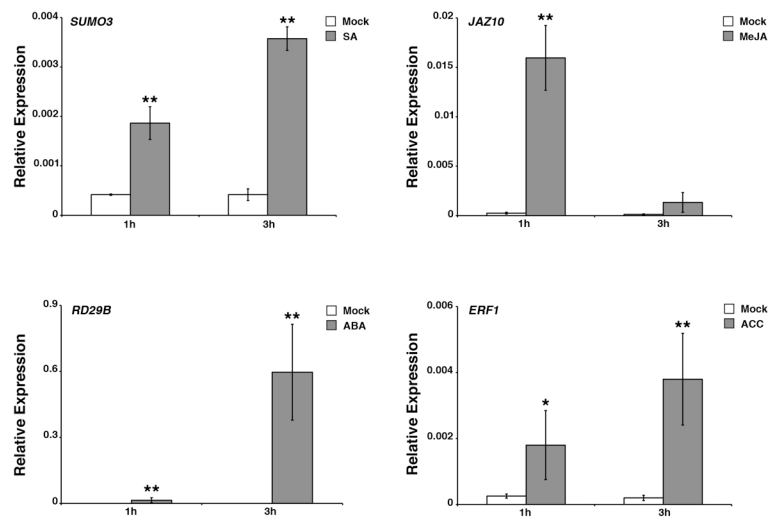 SUMO3
Mock
SA
Relative Expression
0.004
0.003
0.002
0.001
0
**
**
1h
3h
JAZ10
Mock
MeJA
Relative Expression
0.02
0.015
0.01
0.005
0
**
1h
3h
RD29B
Mock
ABA
Relative Expression
0.9
0.6
0.3
0
**
**
1h
3h
ERF1
Mock
ACC
Relative Expression
0.006
0.004
0.002
0
*
**
1h
3h